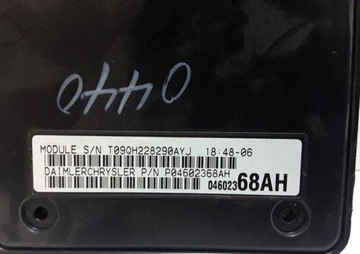 0440
MODULE S/N T09QH228290AYJ 18:48-06
DAIMLERCHRYSLER P/N P04602368AH
04602368AH